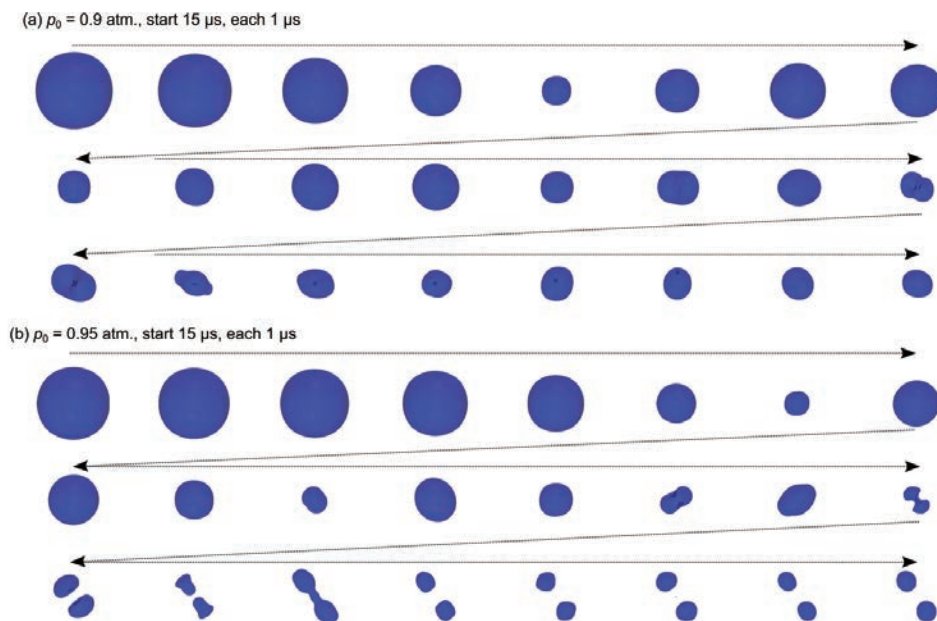 (a) p₀ = 0.9 atm., start 15 μs, each 1 μs
(b) p₀ = 0.95 atm., start 15 μs, each 1 μs